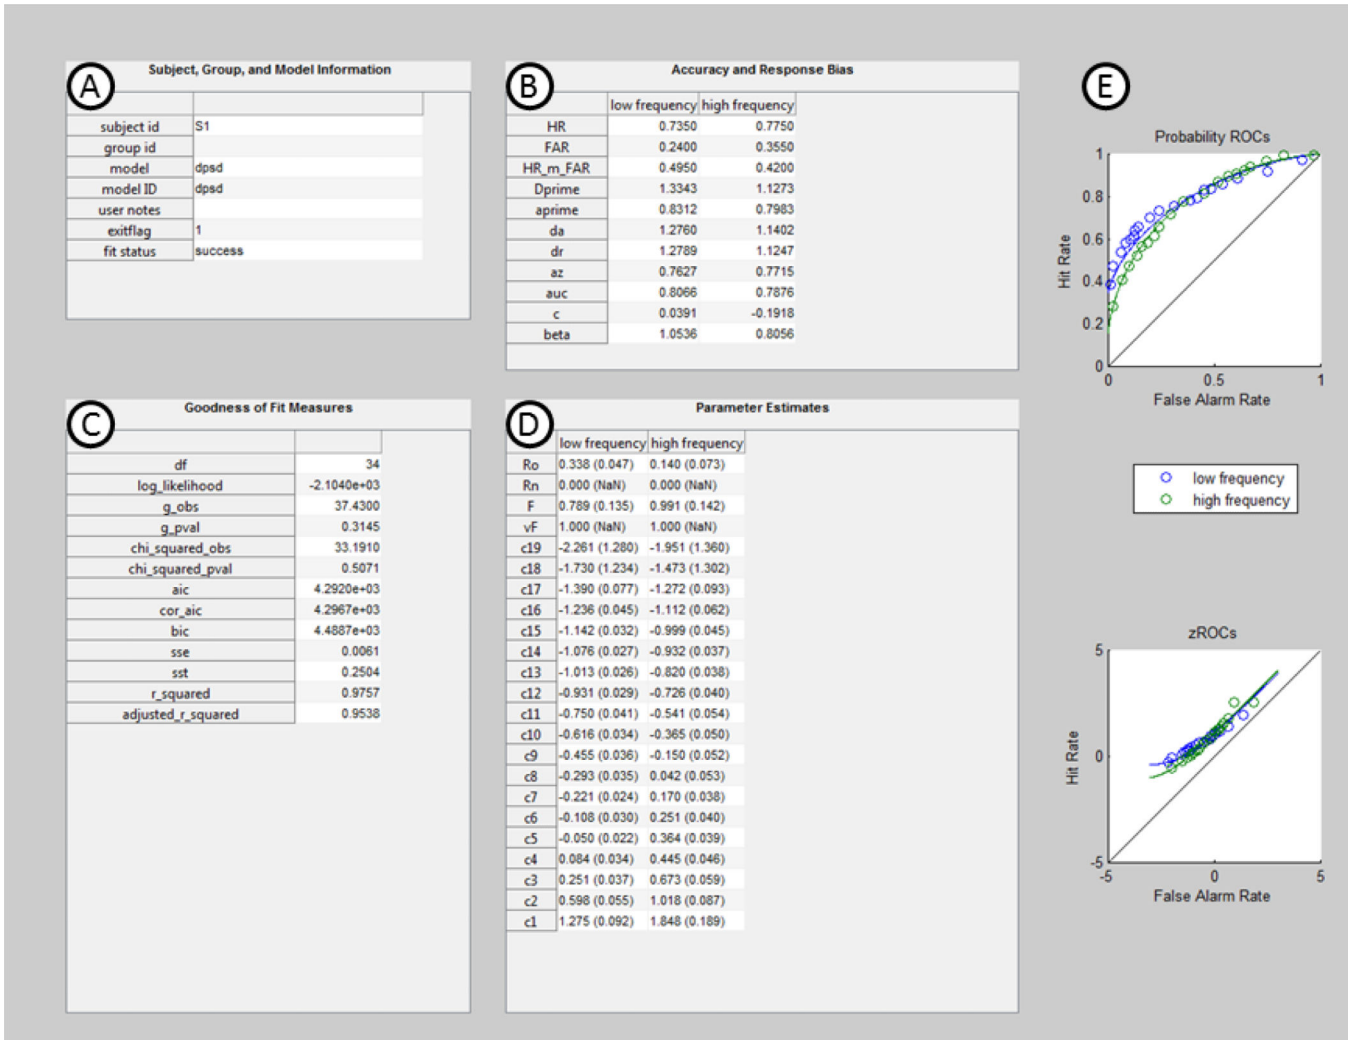 A
Subject, Group, and Model Information
subject id S1
group id
model dpsd
model ID dpsd
user notes
exitflag 1
fit status success
B
Accuracy and Response Bias
low frequency high frequency
HR 0.7350 0.7750
FAR 0.2400 0.3550
HR_m_FAR 0.4950 0.4200
Dprime 1.3343 1.1273
aprime 0.8312 0.7983
da 1.2760 1.1402
dr 1.2789 1.1247
az 0.7627 0.7715
auc 0.8066 0.7876
c 0.0391 -0.1918
beta 1.0536 0.8056
C
Goodness of Fit Measures
df 34
log_likelihood -2.1040e+03
g_obs 37.4300
g_pval 0.3145
chi_squared_obs 33.1910
chi_squared_pval 0.5071
aic 4.2920e+03
cor_aic 4.2967e+03
bic 4.4887e+03
sse 0.0061
sst 0.2504
r_squared 0.9757
adjusted_r_squared 0.9538
D
Parameter Estimates
low frequency high frequency
Ro 0.338 (0.047) 0.140 (0.073)
Rn 0.000 (NaN) 0.000 (NaN)
F 0.789 (0.135) 0.991 (0.142)
vF 1.000 (NaN) 1.000 (NaN)
c19 -2.261 (1.280) -1.951 (1.360)
c18 -1.730 (1.234) -1.473 (1.302)
c17 -1.390 (0.077) -1.272 (0.093)
c16 -1.236 (0.045) -1.112 (0.062)
c15 -1.142 (0.032) -0.999 (0.045)
c14 -1.076 (0.027) -0.932 (0.037)
c13 -1.013 (0.026) -0.820 (0.038)
c12 -0.931 (0.029) -0.726 (0.040)
c11 -0.750 (0.041) -0.541 (0.054)
c10 -0.616 (0.034) -0.365 (0.050)
c9 -0.455 (0.036) -0.150 (0.052)
c8 -0.293 (0.035) 0.042 (0.053)
c7 -0.221 (0.024) 0.170 (0.038)
c6 -0.108 (0.030) 0.251 (0.040)
c5 -0.050 (0.022) 0.364 (0.039)
c4 0.084 (0.034) 0.445 (0.046)
c3 0.251 (0.037) 0.673 (0.059)
c2 0.598 (0.055) 1.018 (0.087)
c1 1.275 (0.092) 1.848 (0.189)
E
Probability ROCs
1
0.8
0.6
0.4
0.2
0
Hit Rate
0 0.5 1
False Alarm Rate
low frequency
high frequency
zROCs
5
0
-5
Hit Rate
-5 0 5
False Alarm Rate